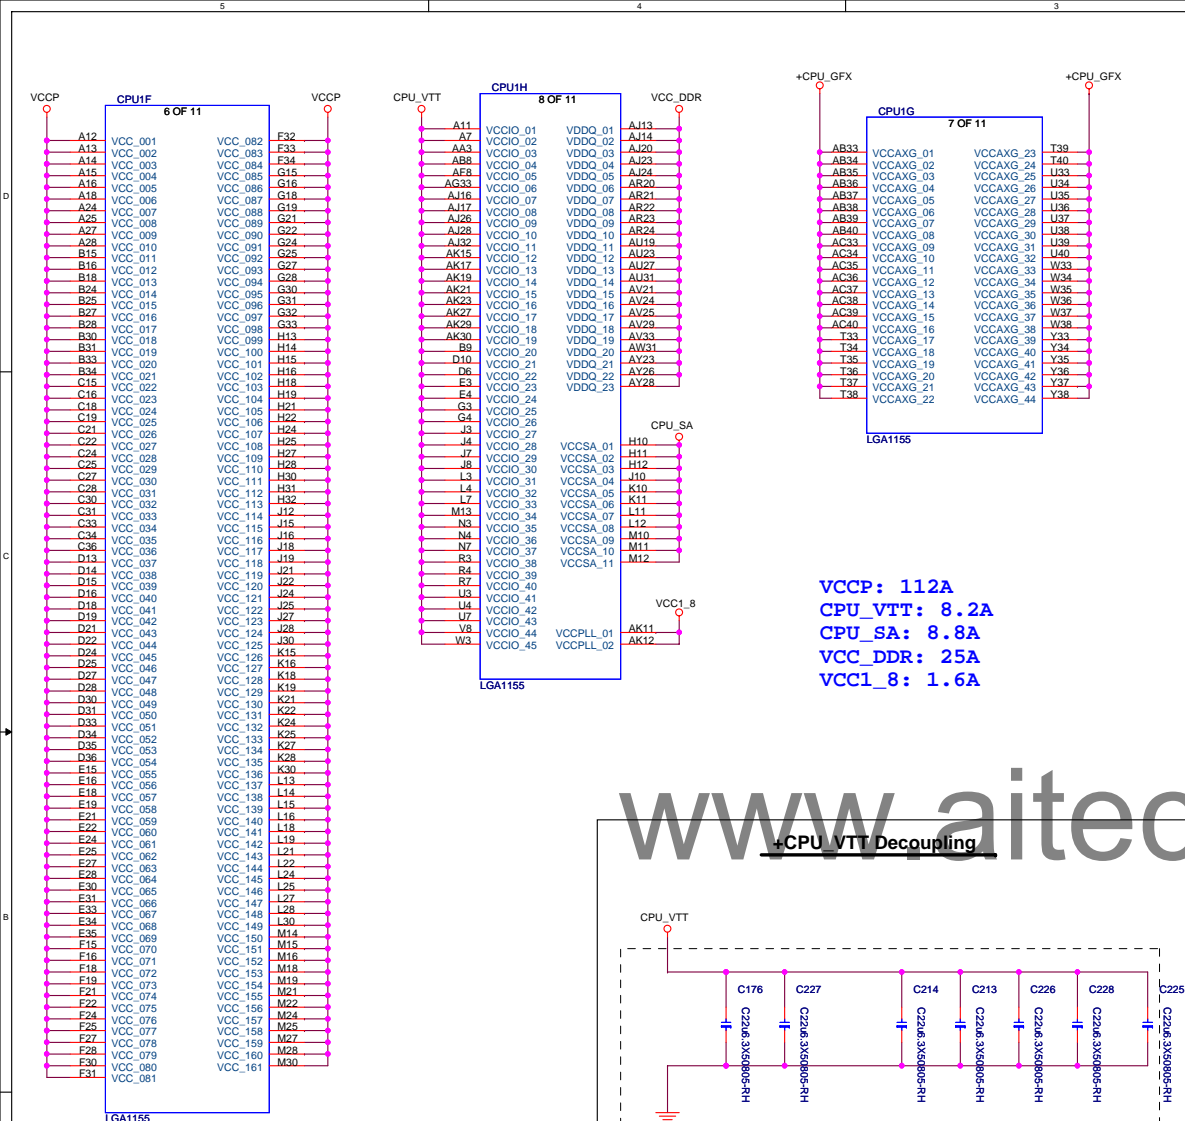 5 4 3
D
C
B
VCCP VCCP
CPU1F
6 OF 11
A12 VCC_001 VCC_082 F32
A13 VCC_002 VCC_083 F33
A14 VCC_003 VCC_084 F34
A15 VCC_004 VCC_085 G15
A16 VCC_005 VCC_086 G16
A18 VCC_006 VCC_087 G18
A24 VCC_007 VCC_088 G19
A25 VCC_008 VCC_089 G21
A27 VCC_009 VCC_090 G22
A28 VCC_010 VCC_091 G24
B15 VCC_011 VCC_092 G25
B16 VCC_012 VCC_093 G27
B18 VCC_013 VCC_094 G28
B24 VCC_014 VCC_095 G30
B25 VCC_015 VCC_096 G31
B27 VCC_016 VCC_097 G32
B28 VCC_017 VCC_098 G33
B30 VCC_018 VCC_099 H13
B31 VCC_019 VCC_100 H14
B33 VCC_020 VCC_101 H15
B34 VCC_021 VCC_102 H16
C15 VCC_022 VCC_103 H18
C16 VCC_023 VCC_104 H19
C18 VCC_024 VCC_105 H21
C19 VCC_025 VCC_106 H22
C21 VCC_026 VCC_107 H24
C22 VCC_027 VCC_108 H25
C24 VCC_028 VCC_109 H27
C25 VCC_029 VCC_110 H28
C27 VCC_030 VCC_111 H30
C28 VCC_031 VCC_112 H31
C30 VCC_032 VCC_113 H32
C31 VCC_033 VCC_114 J12
C33 VCC_034 VCC_115 J15
C34 VCC_035 VCC_116 J16
C36 VCC_036 VCC_117 J18
D13 VCC_037 VCC_118 J19
D14 VCC_038 VCC_119 J21
D15 VCC_039 VCC_120 J22
D16 VCC_040 VCC_121 J24
D18 VCC_041 VCC_122 J25
D19 VCC_042 VCC_123 J27
D21 VCC_043 VCC_124 J28
D22 VCC_044 VCC_125 J30
D24 VCC_045 VCC_126 K15
D25 VCC_046 VCC_127 K16
D27 VCC_047 VCC_128 K18
D28 VCC_048 VCC_129 K19
D30 VCC_049 VCC_130 K21
D31 VCC_050 VCC_131 K22
D33 VCC_051 VCC_132 K24
D34 VCC_052 VCC_133 K25
D35 VCC_053 VCC_134 K27
D36 VCC_054 VCC_135 K28
E15 VCC_055 VCC_136 K30
E16 VCC_056 VCC_137 L13
E18 VCC_057 VCC_138 L14
E19 VCC_058 VCC_139 L15
E21 VCC_059 VCC_140 L16
E22 VCC_060 VCC_141 L18
E24 VCC_061 VCC_142 L19
E25 VCC_062 VCC_143 L21
E27 VCC_063 VCC_144 L22
E28 VCC_064 VCC_145 L24
E30 VCC_065 VCC_146 L25
E31 VCC_066 VCC_147 L27
E33 VCC_067 VCC_148 L28
E34 VCC_068 VCC_149 L30
E35 VCC_069 VCC_150 M14
F15 VCC_070 VCC_151 M15
F16 VCC_071 VCC_152 M16
F18 VCC_072 VCC_153 M18
F19 VCC_073 VCC_154 M19
F21 VCC_074 VCC_155 M21
F22 VCC_075 VCC_156 M22
F24 VCC_076 VCC_157 M24
F25 VCC_077 VCC_158 M25
F27 VCC_078 VCC_159 M27
F28 VCC_079 VCC_160 M28
F30 VCC_080 VCC_161 M30
F31 VCC_081
LGA1155
CPU_VTT VCC_DDR
CPU1H
8 OF 11
A11 VCCIO_01 VDDQ_01 AJ13
A7 VCCIO_02 VDDQ_02 AJ14
AA3 VCCIO_03 VDDQ_03 AJ20
AB8 VCCIO_04 VDDQ_04 AJ23
AF8 VCCIO_05 VDDQ_05 AJ24
AG33 VCCIO_06 VDDQ_06 AR20
AJ16 VCCIO_07 VDDQ_07 AR21
AJ17 VCCIO_08 VDDQ_08 AR22
AJ26 VCCIO_09 VDDQ_09 AR23
AJ28 VCCIO_10 VDDQ_10 AR24
AJ32 VCCIO_11 VDDQ_11 AU19
AK15 VCCIO_12 VDDQ_12 AU23
AK17 VCCIO_13 VDDQ_13 AU27
AK19 VCCIO_14 VDDQ_14 AU31
AK21 VCCIO_15 VDDQ_15 AV21
AK23 VCCIO_16 VDDQ_16 AV24
AK27 VCCIO_17 VDDQ_17 AV25
AK29 VCCIO_18 VDDQ_18 AV29
AK30 VCCIO_19 VDDQ_19 AV33
B9 VCCIO_20 VDDQ_20 AW31
D10 VCCIO_21 VDDQ_21 AY23
D6 VCCIO_22 VDDQ_22 AY26
E3 VCCIO_23 VDDQ_23 AY28
E4 VCCIO_24
G3 VCCIO_25
G4 VCCIO_26
J3 VCCIO_27
CPU_SA
J4 VCCIO_28 VCCSA_01 H10
J7 VCCIO_29 VCCSA_02 H11
J8 VCCIO_30 VCCSA_03 H12
L3 VCCIO_31 VCCSA_04 J10
L4 VCCIO_32 VCCSA_05 K10
L7 VCCIO_33 VCCSA_06 K11
M13 VCCIO_34 VCCSA_07 L11
N3 VCCIO_35 VCCSA_08 L12
N4 VCCIO_36 VCCSA_09 M10
N7 VCCIO_37 VCCSA_10 M11
R3 VCCIO_38 VCCSA_11 M12
R4 VCCIO_39
R7 VCCIO_40
U3 VCCIO_41
U4 VCCIO_42
U7 VCCIO_43
VCC1_8
V8 VCCIO_44 VCCPLL_01 AK11
W3 VCCIO_45 VCCPLL_02 AK12
LGA1155
+CPU_GFX +CPU_GFX
CPU1G
7 OF 11
AB33 VCCAXG_01 VCCAXG_23 T39
AB34 VCCAXG_02 VCCAXG_24 T40
AB35 VCCAXG_03 VCCAXG_25 U33
AB36 VCCAXG_04 VCCAXG_26 U34
AB37 VCCAXG_05 VCCAXG_27 U35
AB38 VCCAXG_06 VCCAXG_28 U36
AB39 VCCAXG_07 VCCAXG_29 U37
AB40 VCCAXG_08 VCCAXG_30 U38
AC33 VCCAXG_09 VCCAXG_31 U39
AC34 VCCAXG_10 VCCAXG_32 U40
AC35 VCCAXG_11 VCCAXG_33 W33
AC36 VCCAXG_12 VCCAXG_34 W34
AC37 VCCAXG_13 VCCAXG_35 W35
AC38 VCCAXG_14 VCCAXG_36 W36
AC39 VCCAXG_15 VCCAXG_37 W37
AC40 VCCAXG_16 VCCAXG_38 W38
T33 VCCAXG_17 VCCAXG_39 Y33
T34 VCCAXG_18 VCCAXG_40 Y34
T35 VCCAXG_19 VCCAXG_41 Y35
T36 VCCAXG_20 VCCAXG_42 Y36
T37 VCCAXG_21 VCCAXG_43 Y37
T38 VCCAXG_22 VCCAXG_44 Y38
LGA1155
VCCP: 112A
CPU_VTT: 8.2A
CPU_SA: 8.8A
VCC_DDR: 25A
VCC1_8: 1.6A
www.aitec
+CPU_VTT Decoupling
CPU_VTT
C176 C227 C214 C213 C226 C228 C225
C22u6.3X50805-RH
C22u6.3X50805-RH
C22u6.3X50805-RH
C22u6.3X50805-RH
C22u6.3X50805-RH
C22u6.3X50805-RH
C22u6.3X50805-RH